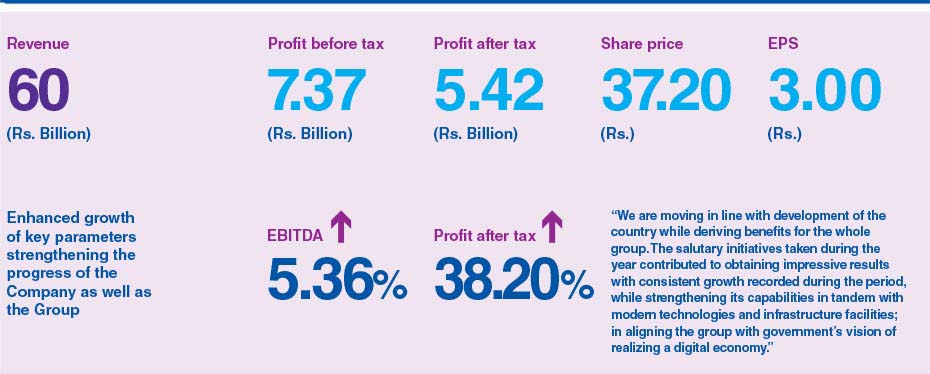 Revenue
60
(Rs. Billion)
Profit before tax
7.37
(Rs. Billion)
Profit after tax
5.42
(Rs. Billion)
Share price
37.20
(Rs.)
EPS
3.00
(Rs.)
Enhanced growth
of key parameters
strengthening the
progress of the
Company as well as
the Group
EBITDA
5.36%
Profit after tax
38.20%
“We are moving in line with development of the
country while deriving benefits for the whole
group. The salutary initiatives taken during the
year contributed to obtaining impressive results
with consistent growth recorded during the period,
while strengthening its capabilities in tandem with
modern technologies and infrastructure facilities;
in aligning the group with government’s vision of
realizing a digital economy.”